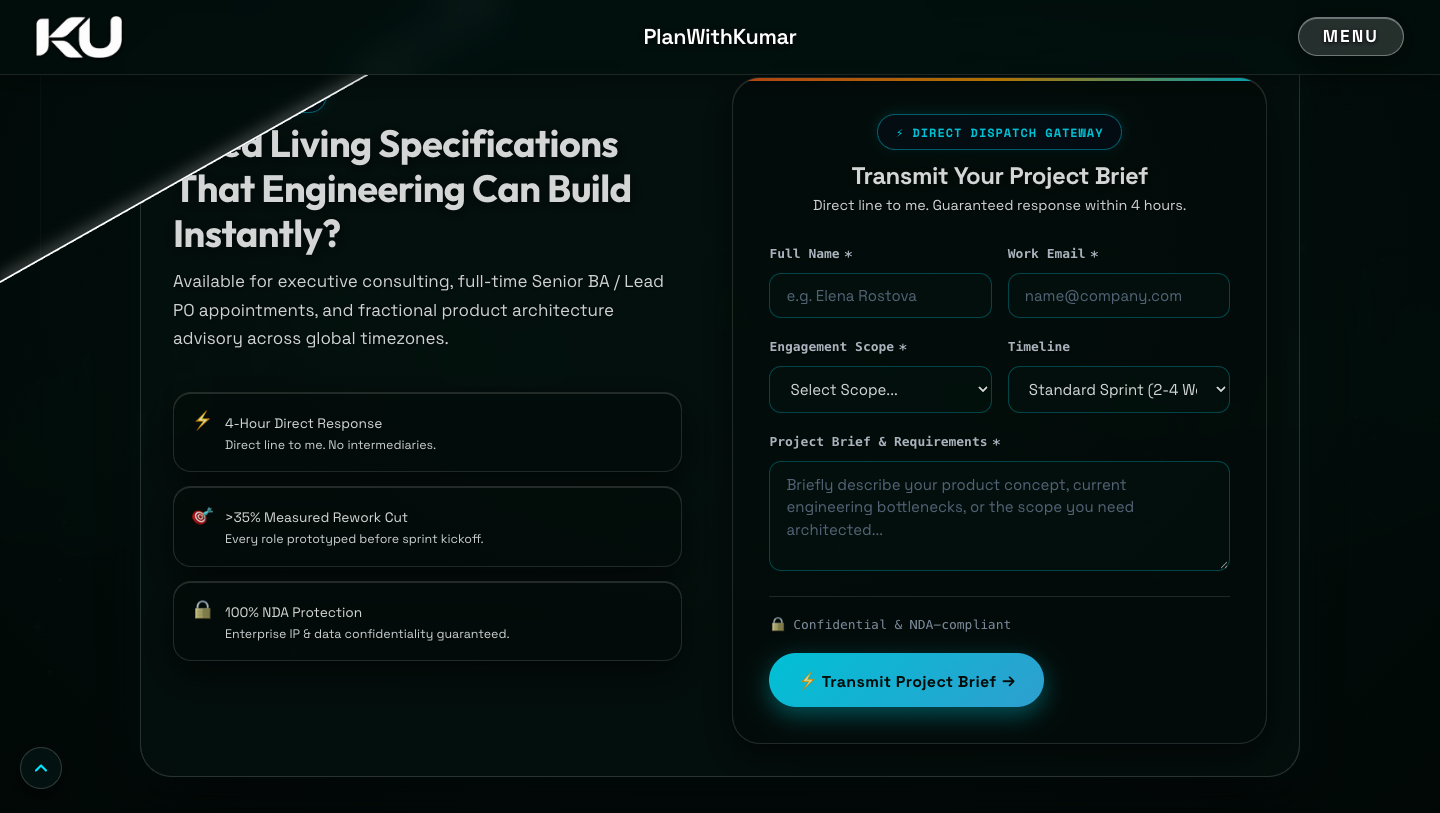 KU
PlanWithKumar
MENU
Living Specifications
That Engineering Can Build
Instantly?
Available for executive consulting, full-time Senior BA / Lead
PO appointments, and fractional product architecture
advisory across global timezones.
⚡ 4-Hour Direct Response
Direct line to me. No intermediaries.
🎯 >35% Measured Rework Cut
Every role prototyped before sprint kickoff.
🔒 100% NDA Protection
Enterprise IP & data confidentiality guaranteed.
⚡ DIRECT DISPATCH GATEWAY
Transmit Your Project Brief
Direct line to me. Guaranteed response within 4 hours.
Full Name *
Work Email *
e.g. Elena Rostova
name@company.com
Engagement Scope *
Timeline
Select Scope...
Standard Sprint (2-4 We
Project Brief & Requirements *
Briefly describe your product concept, current
engineering bottlenecks, or the scope you need
architected...
🔒 Confidential & NDA-compliant
⚡ Transmit Project Brief →